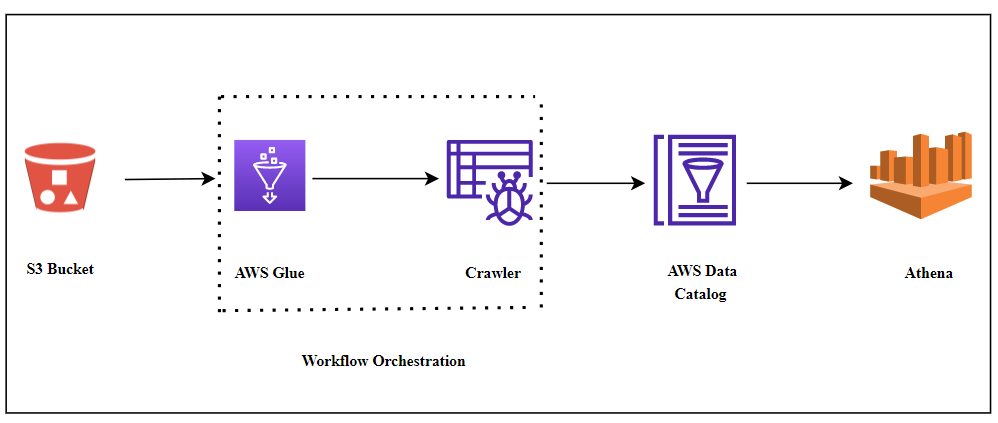 S3 Bucket
AWS Glue
Crawler
AWS Data
Catalog
Athena
Workflow Orchestration